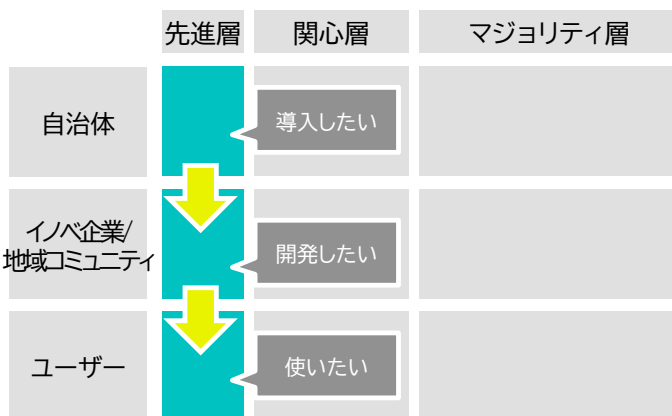 先進層
関心層
マジョリティ層
自治体
導入したい
イノベ企業/
地域コミュニティ
開発したい
ユーザー
使いたい